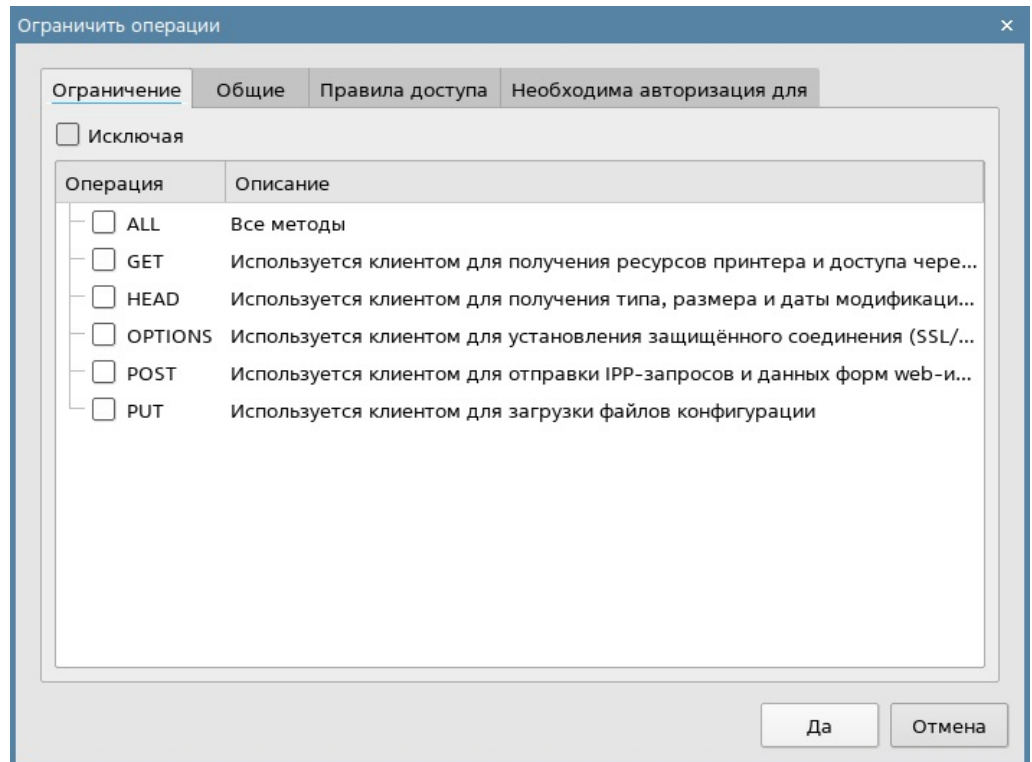 Ограничить операции
Ограничение Общие Правила доступа Необходима авторизация для
Исключая
Операция Описание
ALL Все методы
GET Используется клиентом для получения ресурсов принтера и доступа чере...
HEAD Используется клиентом для получения типа, размера и даты модификаци...
OPTIONS Используется клиентом для установления защищённого соединения (SSL/...
POST Используется клиентом для отправки IPP-запросов и данных форм web-и...
PUT Используется клиентом для загрузки файлов конфигурации
Да Отмена